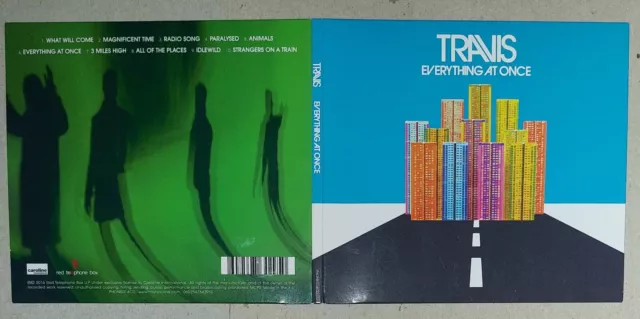 1. WHAT WILL COME 2. MAGNIFICENT TIME 3. RADIO SONG 4. PARALYSED 5. ANIMALS
6. EVERYTHING AT ONCE 7. 3 MILES HIGH 8. ALL OF THE PLACES 9. IDLEWILD 10. STRANGERS ON A TRAIN
caroline
red telephone box
TRAVIS EVERYTHING AT ONCE
TRAVIS
EVERYTHING AT ONCE